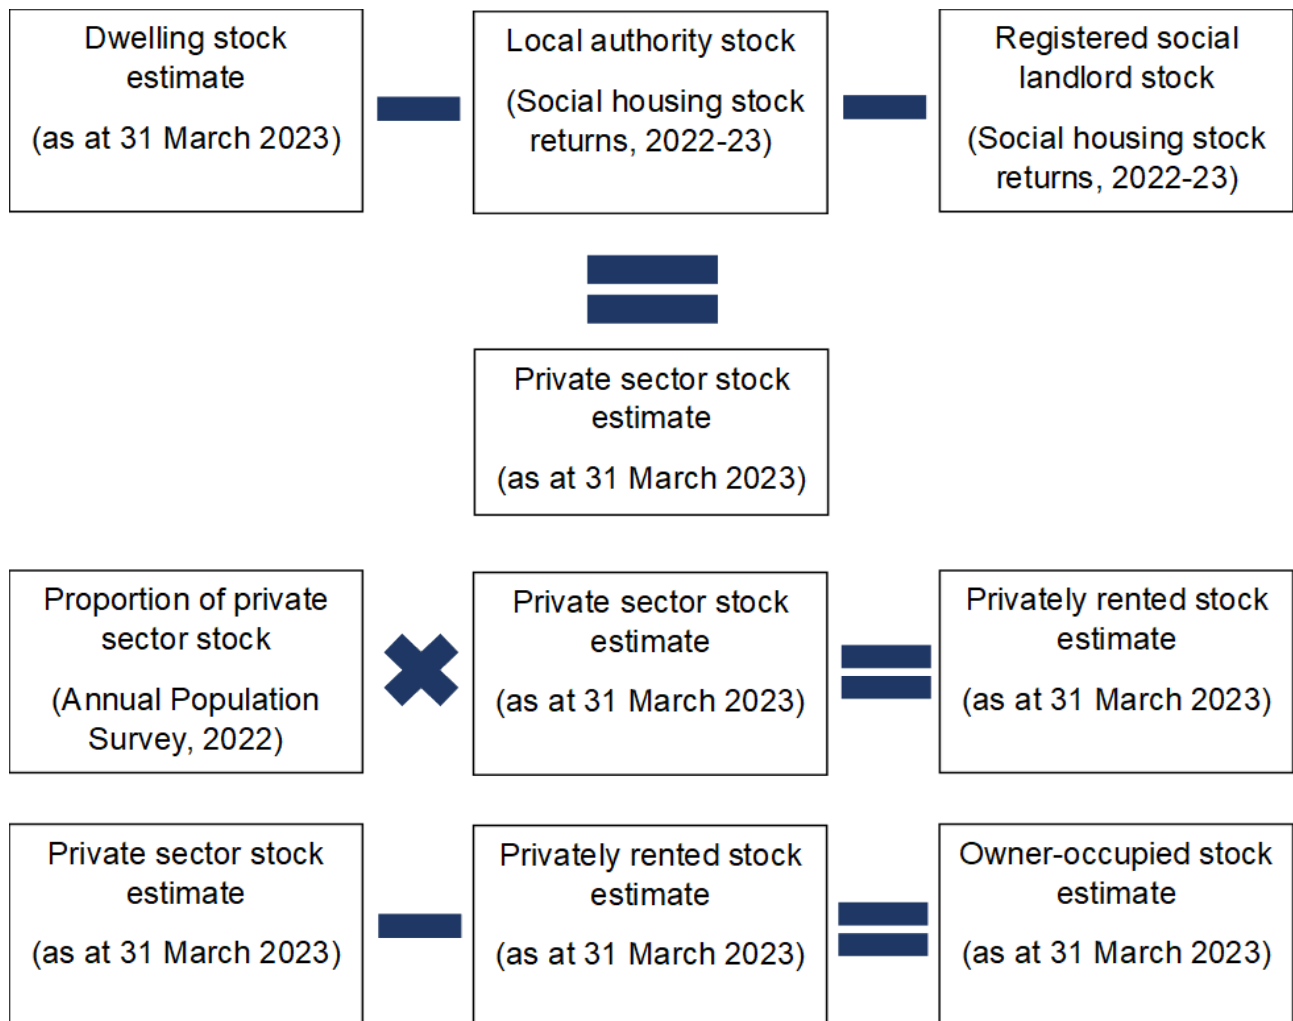 Dwelling stock
estimate
(as at 31 March 2023)
Local authority stock
(Social housing stock
returns, 2022-23)
Registered social
landlord stock
(Social housing stock
returns, 2022-23)
Private sector stock
estimate
(as at 31 March 2023)
Proportion of private
sector stock
(Annual Population
Survey, 2022)
Private sector stock
estimate
(as at 31 March 2023)
Privately rented stock
estimate
(as at 31 March 2023)
Private sector stock
estimate
(as at 31 March 2023)
Privately rented stock
estimate
(as at 31 March 2023)
Owner-occupied stock
estimate
(as at 31 March 2023)